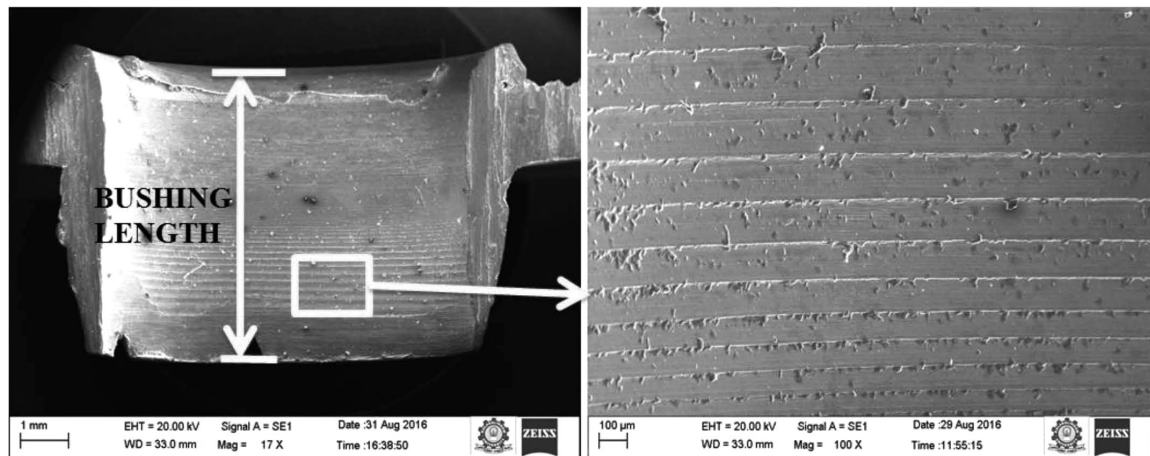 BUSHING
LENGTH
1 mm
EHT = 20.00 kV
Signal A = SE1
Date :31 Aug 2016
WD = 33.0 mm
Mag = 17 X
Time :16:38:50
ZEISS
100 µm
EHT = 20.00 kV
Signal A = SE1
Date :29 Aug 2016
WD = 33.0 mm
Mag = 100 X
Time :11:55:15
ZEISS